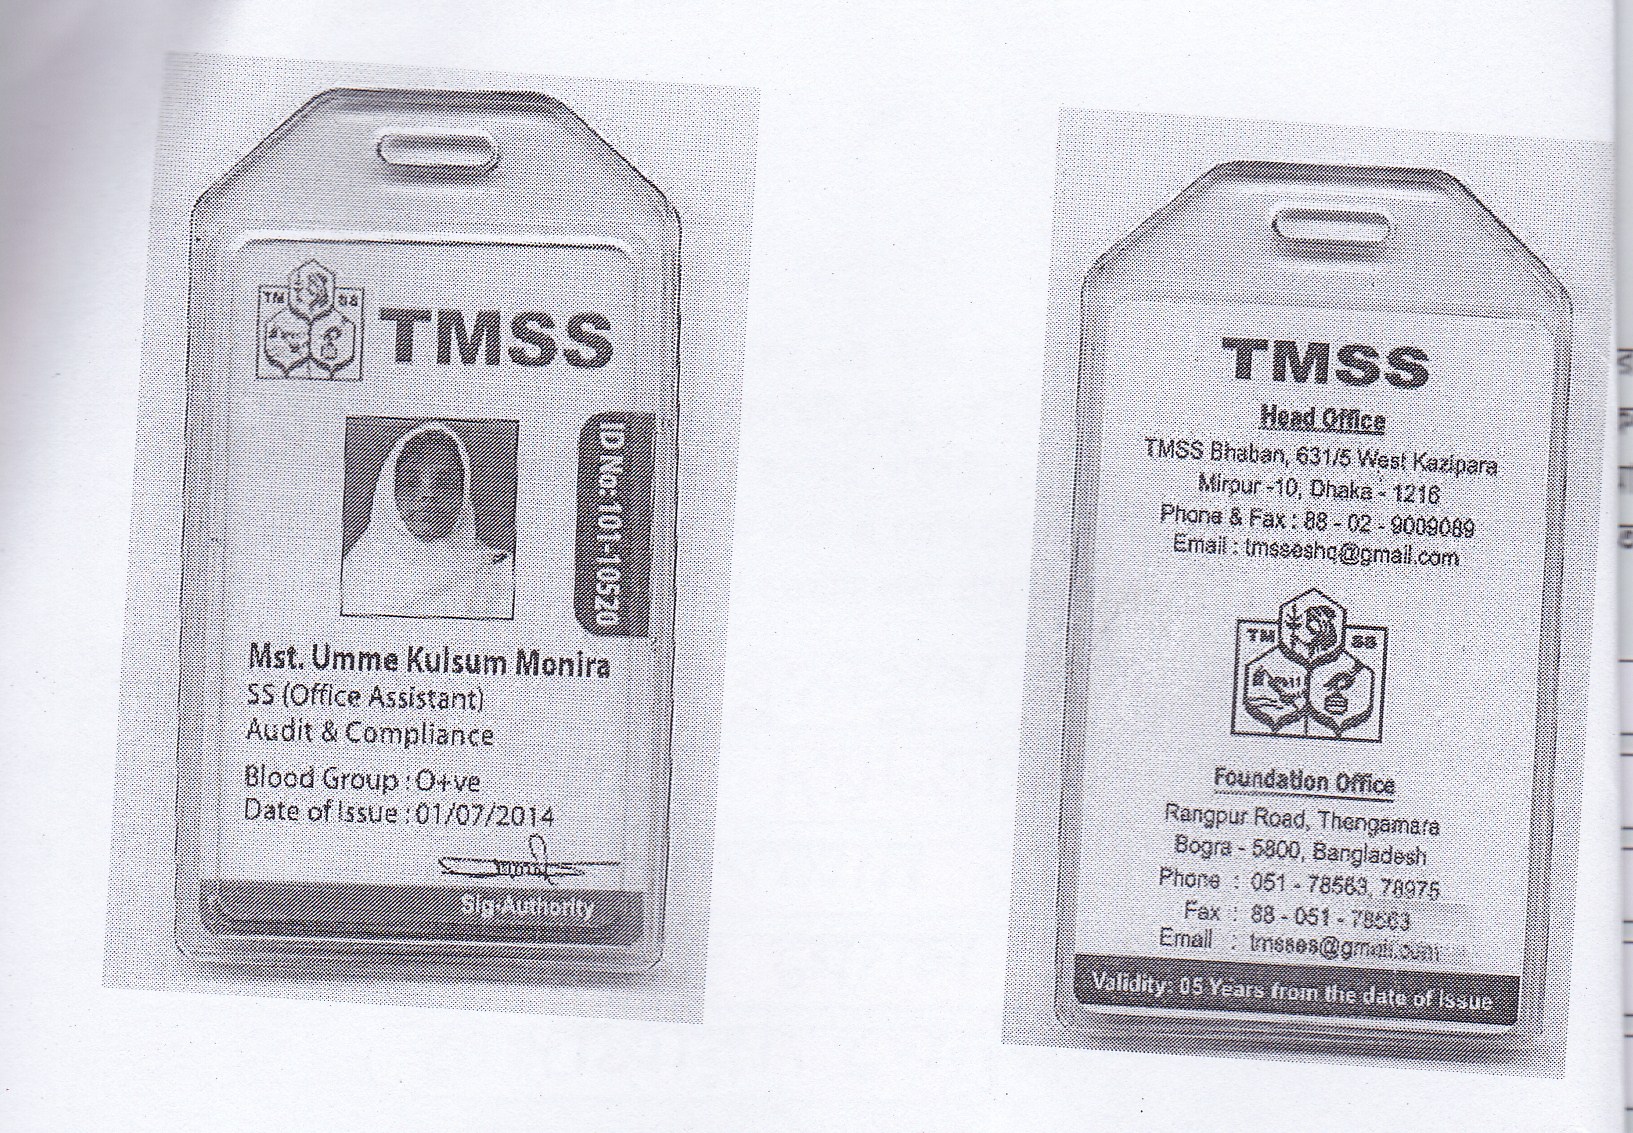 TM SS
TMSS
ID No:101-10520
Mst. Umme Kulsum Monira
SS (Office Assistant)
Audit & Compliance
Blood Group : O+ve
Date of Issue : 01/07/2014
Sig.Authority
TMSS
Head Office
TMSS Bhaban, 631/5 West Kazipara
Mirpur -10, Dhaka - 1216
Phone & Fax : 88 - 02 - 9009089
Email : tmsseshq@gmail.com
TM SS
Foundation Office
Rangpur Road, Thengamara
Bogra - 5800, Bangladesh
Phone : 051 - 78563, 78975
Fax : 88 - 051 - 78563
Email : tmsses@gmail.com
Validity: 05 Years from the date of Issue